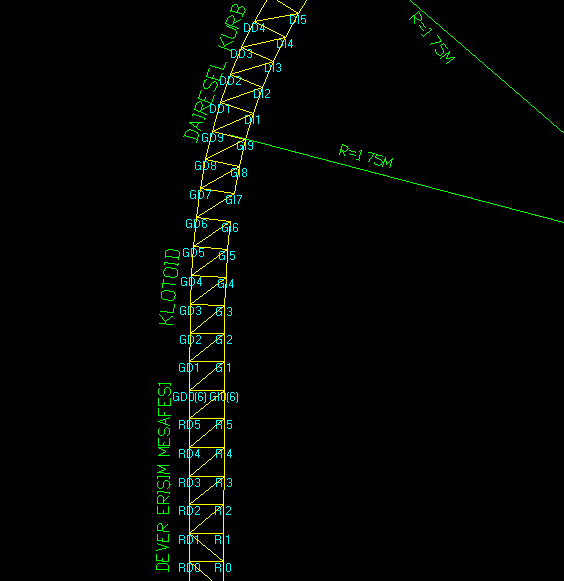 DI5
DD4
DI4
DD3
DI3
DD2
DI2
DD1
DI1
GD9
GI9
GD8
GI8
GD7
GI7
GD6
GI6
GD5
GI5
GD4
GI4
GD3
GI3
GD2
GI2
GD1
GI1
GD0(6) GI0(6)
RD5
RI5
RD4
RI4
RD3
RI3
RD2
RI2
RD1
RI1
RD0
RI0
DAIRESEL KURB
KLOTOID
DEVER ERISIM MESAFESI
R=175M
R=175M